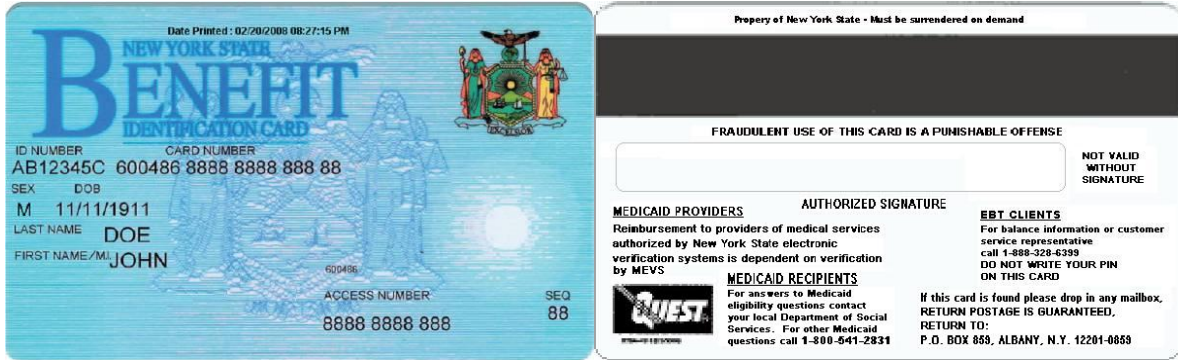 Date Printed : 02/20/2008 08:27:15 PM
NEW YORK STATE
BENEFIT
IDENTIFICATION CARD
EXCELSIOR
ID NUMBER CARD NUMBER
AB12345C 600486 8888 8888 888 88
SEX DOB
M 11/11/1911
LAST NAME DOE
FIRST NAME/M.I. JOHN
600486
ACCESS NUMBER SEQ
8888 8888 888 88
Propery of New York State - Must be surrendered on demand
FRAUDULENT USE OF THIS CARD IS A PUNISHABLE OFFENSE
NOT VALID
WITHOUT
SIGNATURE
AUTHORIZED SIGNATURE
MEDICAID PROVIDERS
Reimbursement to providers of medical services
authorized by New York State electronic
verification systems is dependent on verification
by MEVS
EBT CLIENTS
For balance information or customer
service representative
call 1-888-328-6399
DO NOT WRITE YOUR PIN
ON THIS CARD
QUEST
MEDICAID RECIPIENTS
For answers to Medicaid
eligibility questions contact
your local Department of Social
Services. For other Medicaid
questions call 1-800-541-2831
If this card is found please drop in any mailbox,
RETURN POSTAGE IS GUARANTEED,
RETURN TO:
P.O. BOX 859, ALBANY, N.Y. 12201-0859